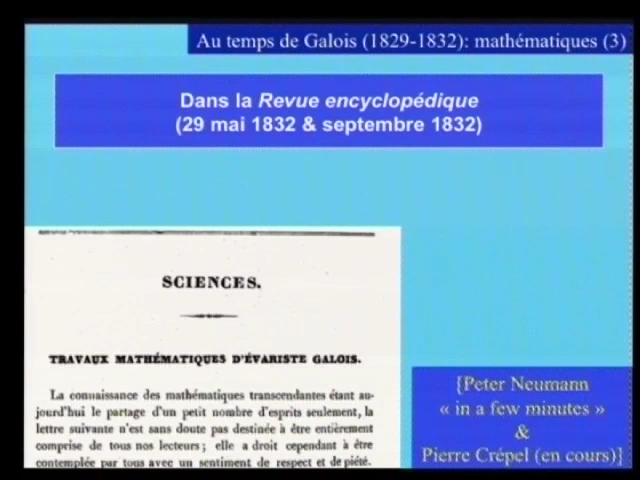 Au temps de Galois (1829-1832): mathématiques (3)
Dans la Revue encyclopédique
(29 mai 1832 & septembre 1832)
SCIENCES.
TRAVAUX MATHÉMATIQUES D'ÉVARISTE GALOIS.
La connaissance des mathématiques transcendantes étant au-
jourd'hui le partage d'un petit nombre d'esprits seulement, la
lettre suivante n'est sans doute pas destinée à être entièrement
comprise de tous nos lecteurs; elle a droit cependant à être
contemplée par tous avec un sentiment de respect et de piété.
{Peter Neumann
« in a few minutes »
&
Pierre Crépel (en cours)}